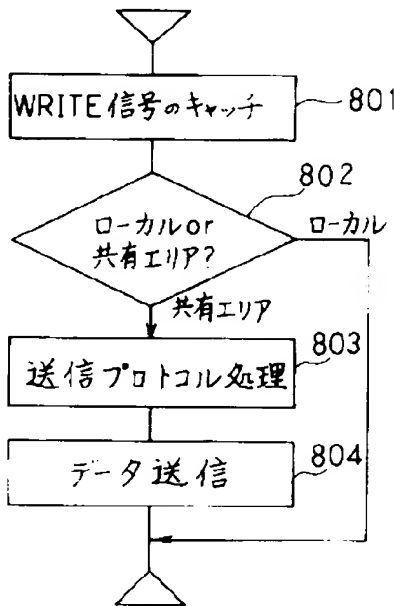 WRITE信号のキャッチ
801
802
ローカルor
共有エリア?
ローカル
共有エリア
803
送信プロトコル処理
804
データ送信